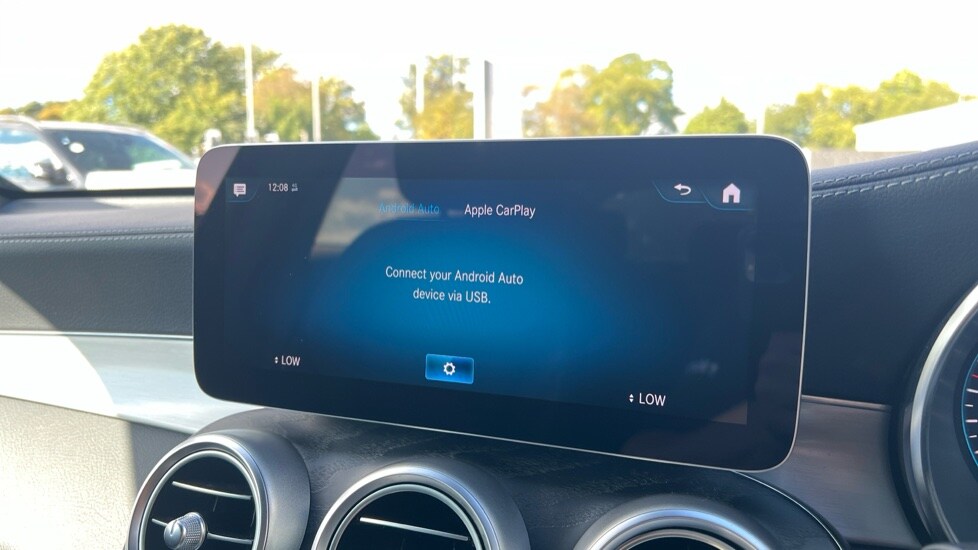 12:08
Android Auto Apple CarPlay
Connect your Android Auto
device via USB.
LOW
LOW